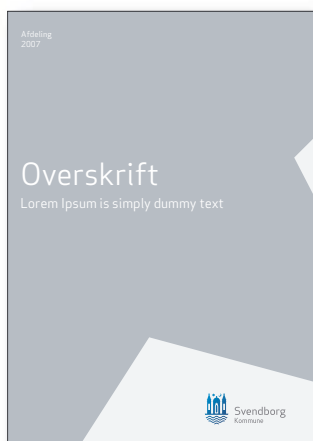 Afdeling
2007
Overskrift
Lorem Ipsum is simply dummy text
Svendborg
Kommune